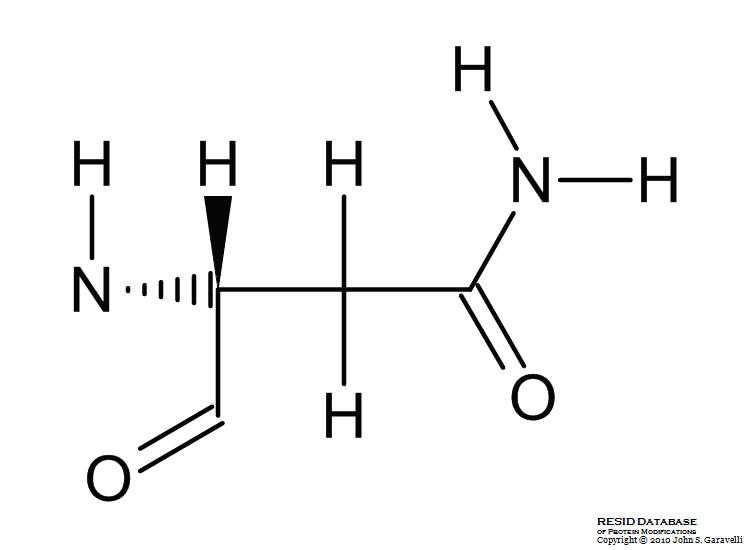 H
H H H
N H
N
O
H
O
RESID DATABASE
OF PROTEIN MODIFICATIONS
Copyright © 2010 John S. Garavelli